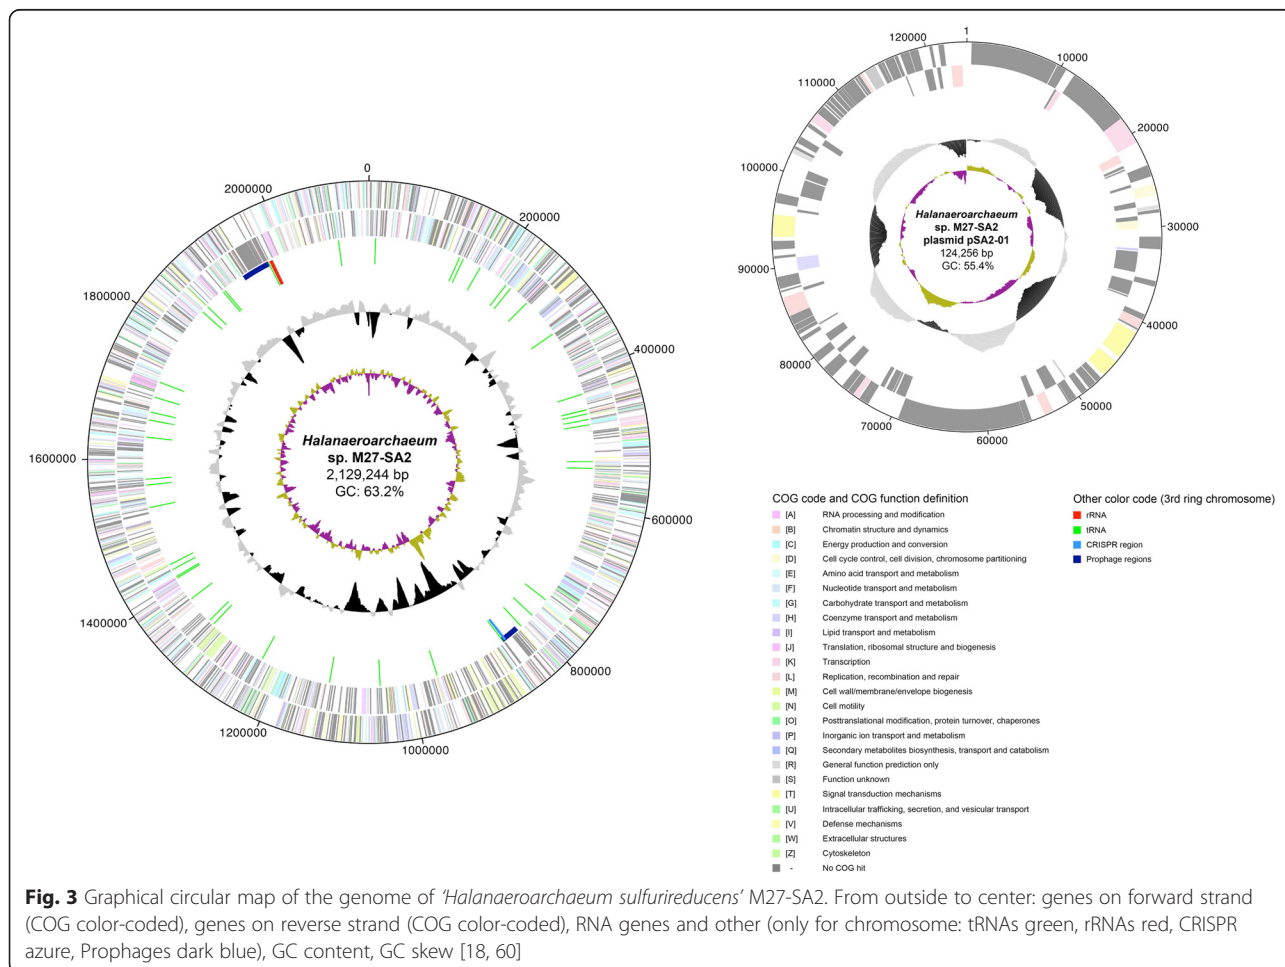 0
200000
400000
600000
800000
1000000
1200000
1400000
1600000
1800000
2000000
Halanaeroarchaeum
sp. M27-SA2
2,129,244 bp
GC: 63.2%
1
10000
20000
30000
40000
50000
60000
70000
80000
90000
100000
110000
120000
Halanaeroarchaeum
sp. M27-SA2
plasmid pSA2-01
124,256 bp
GC: 55.4%
COG code and COG function definition
[A] RNA processing and modification
[B] Chromatin structure and dynamics
[C] Energy production and conversion
[D] Cell cycle control, cell division, chromosome partitioning
[E] Amino acid transport and metabolism
[F] Nucleotide transport and metabolism
[G] Carbohydrate transport and metabolism
[H] Coenzyme transport and metabolism
[I] Lipid transport and metabolism
[J] Translation, ribosomal structure and biogenesis
[K] Transcription
[L] Replication, recombination and repair
[M] Cell wall/membrane/envelope biogenesis
[N] Cell motility
[O] Posttranslational modification, protein turnover, chaperones
[P] Inorganic ion transport and metabolism
[Q] Secondary metabolites biosynthesis, transport and catabolism
[R] General function prediction only
[S] Function unknown
[T] Signal transduction mechanisms
[U] Intracellular trafficking, secretion, and vesicular transport
[V] Defense mechanisms
[W] Extracellular structures
[Z] Cytoskeleton
- No COG hit
Other color code (3rd ring chromosome)
rRNA
tRNA
CRISPR region
Prophage regions
Fig. 3 Graphical circular map of the genome of ‘Halanaeroarchaeum sulfurireducens’ M27-SA2. From outside to center: genes on forward strand
(COG color-coded), genes on reverse strand (COG color-coded), RNA genes and other (only for chromosome: tRNAs green, rRNAs red, CRISPR
azure, Prophages dark blue), GC content, GC skew [18, 60]